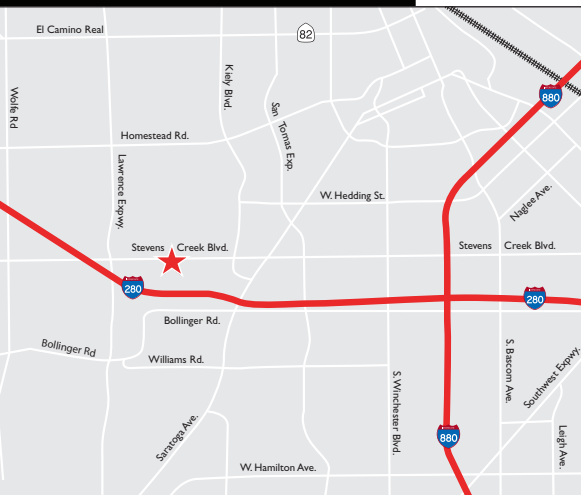 El Camino Real
82
Wolfe Rd
Kiely Blvd.
San Tomas Exp.
880
Homestead Rd.
Lawrence Expwy.
W. Hedding St.
Naglee Ave.
Stevens Creek Blvd.
Stevens Creek Blvd.
280
280
Bollinger Rd.
Bollinger Rd
Williams Rd.
S. Bascom Ave.
Southwest Expwy.
S.Winchester Blvd.
Saratoga Ave.
880
Leigh Ave.
W. Hamilton Ave.